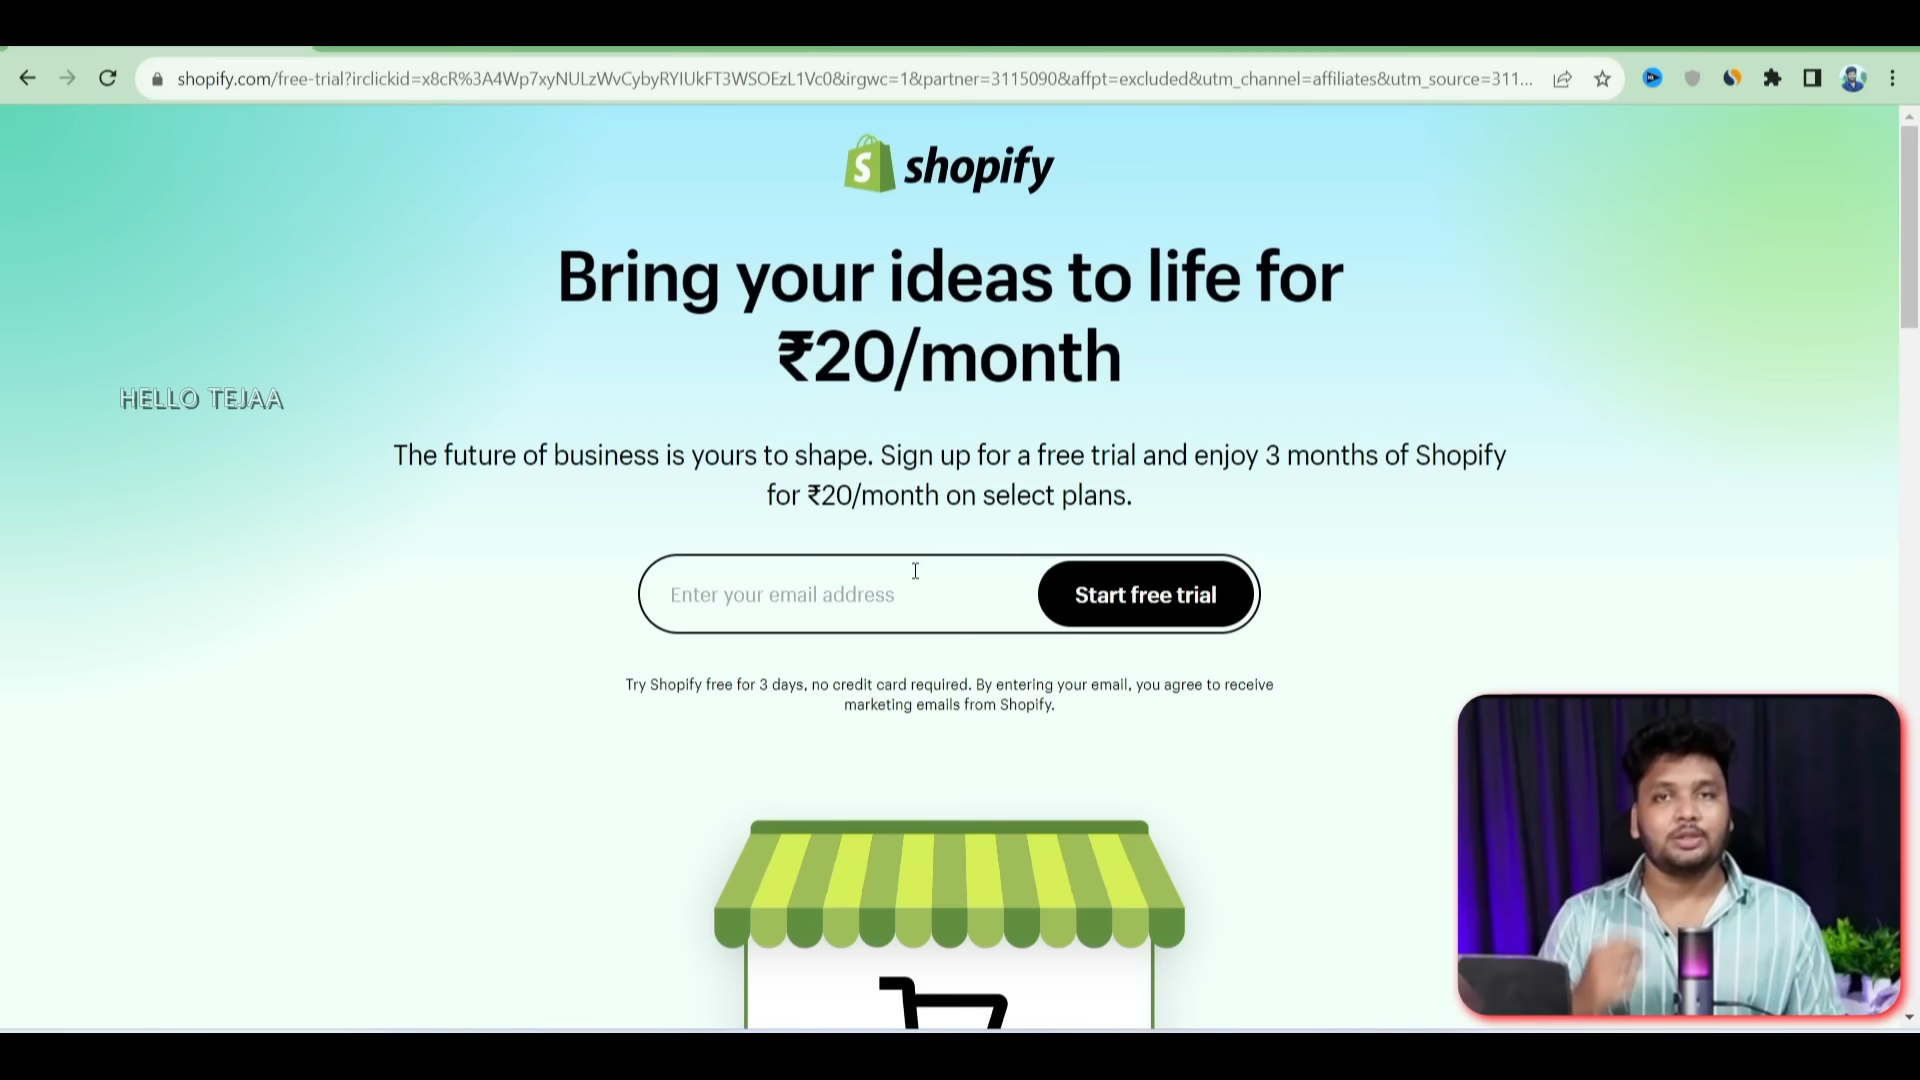 shopify.com/free-trial?irclickid=x8cR%3A4Wp7xyNULzWvCybyRYIUkFT3WSOEzL1Vc0&irgwc=1&partner=3115090&affpt=excluded&utm_channel=affiliates&utm_source=311...
shopify
Bring your ideas to life for
₹20/month
HELLO TEJAA
The future of business is yours to shape. Sign up for a free trial and enjoy 3 months of Shopify
for ₹20/month on select plans.
Enter your email address
Start free trial
Try Shopify free for 3 days, no credit card required. By entering your email, you agree to receive
marketing emails from Shopify.